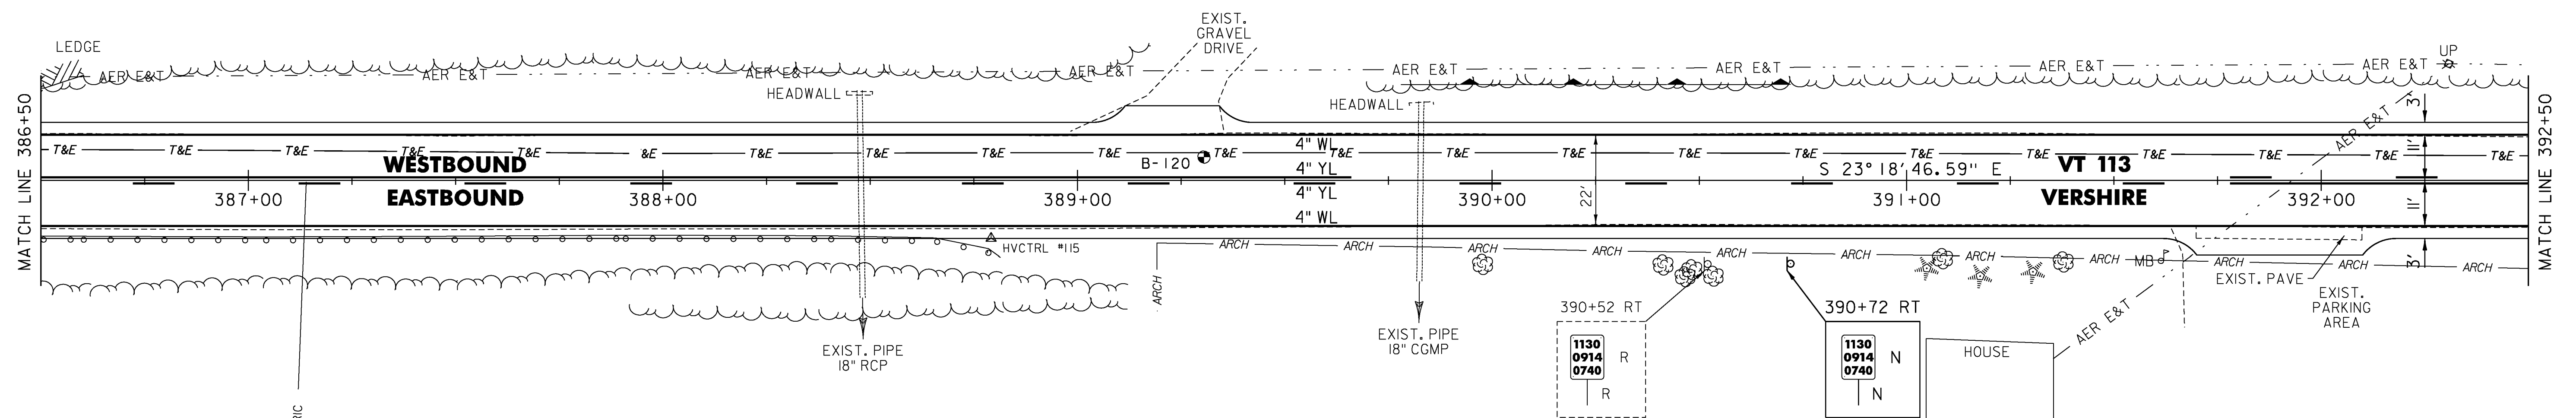 LEDGE
EXIST.
GRAVEL
DRIVE
UP
AER E&T
AER E&T
AER E&T
AER E&T
AER E&T
AER E&T
AER E&T
AER E&T
HEADWALL
HEADWALL
3'
AER E&T
MATCH LINE 386+50
MATCH LINE 392+50
T&E T&E T&E T&E T&E &E T&E T&E T&E T&E T&E T&E T&E T&E T&E T&E T&E T&E T&E T&E T&E T&E
4" WL
11'
WESTBOUND
B-120
4" YL
S 23° 18' 46.59" E
VT 113
EASTBOUND
4" YL
VERSHIRE
387+00
388+00
389+00
390+00
22'
391+00
392+00
11'
4" WL
HVCTRL #115
ARCH
ARCH ARCH ARCH ARCH ARCH ARCH ARCH ARCH ARCH ARCH ARCH
MB
3'
EXIST. PAVE
EXIST.
PARKING
AREA
AER E&T
390+52 RT
390+72 RT
EXIST. PIPE
18" RCP
EXIST. PIPE
18" CGMP
1130
0914
0740
R
R
1130
0914
0740
N
N
HOUSE
RIC